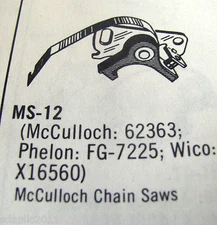 MS-12
(McCulloch: 62363;
Phelon: FG-7225; Wico:
X16560)
McCulloch Chain Saws